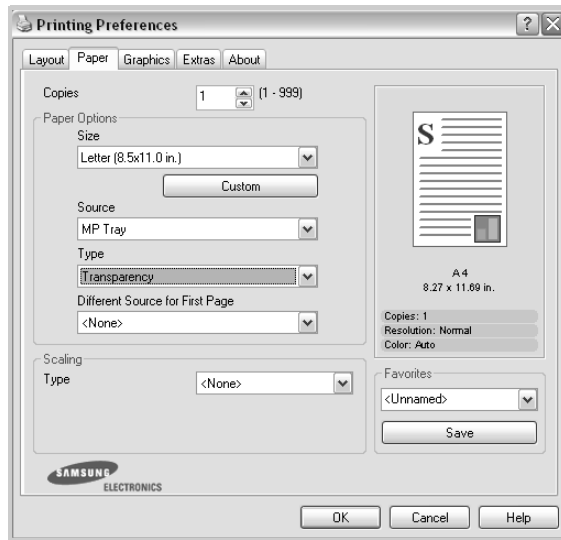 Printing Preferences
Layout Paper Graphics Extras About
Copies 1 (1 - 999)
Paper Options
Size
Letter (8.5x11.0 in.)
Custom
Source
MP Tray
Type
Transparency
Different Source for First Page
<None>
Scaling
Type <None>
S
A4
8.27 x 11.69 in.
Copies: 1
Resolution: Normal
Color: Auto
Favorites
<Unnamed>
Save
SAMSUNG
ELECTRONICS
OK Cancel Help